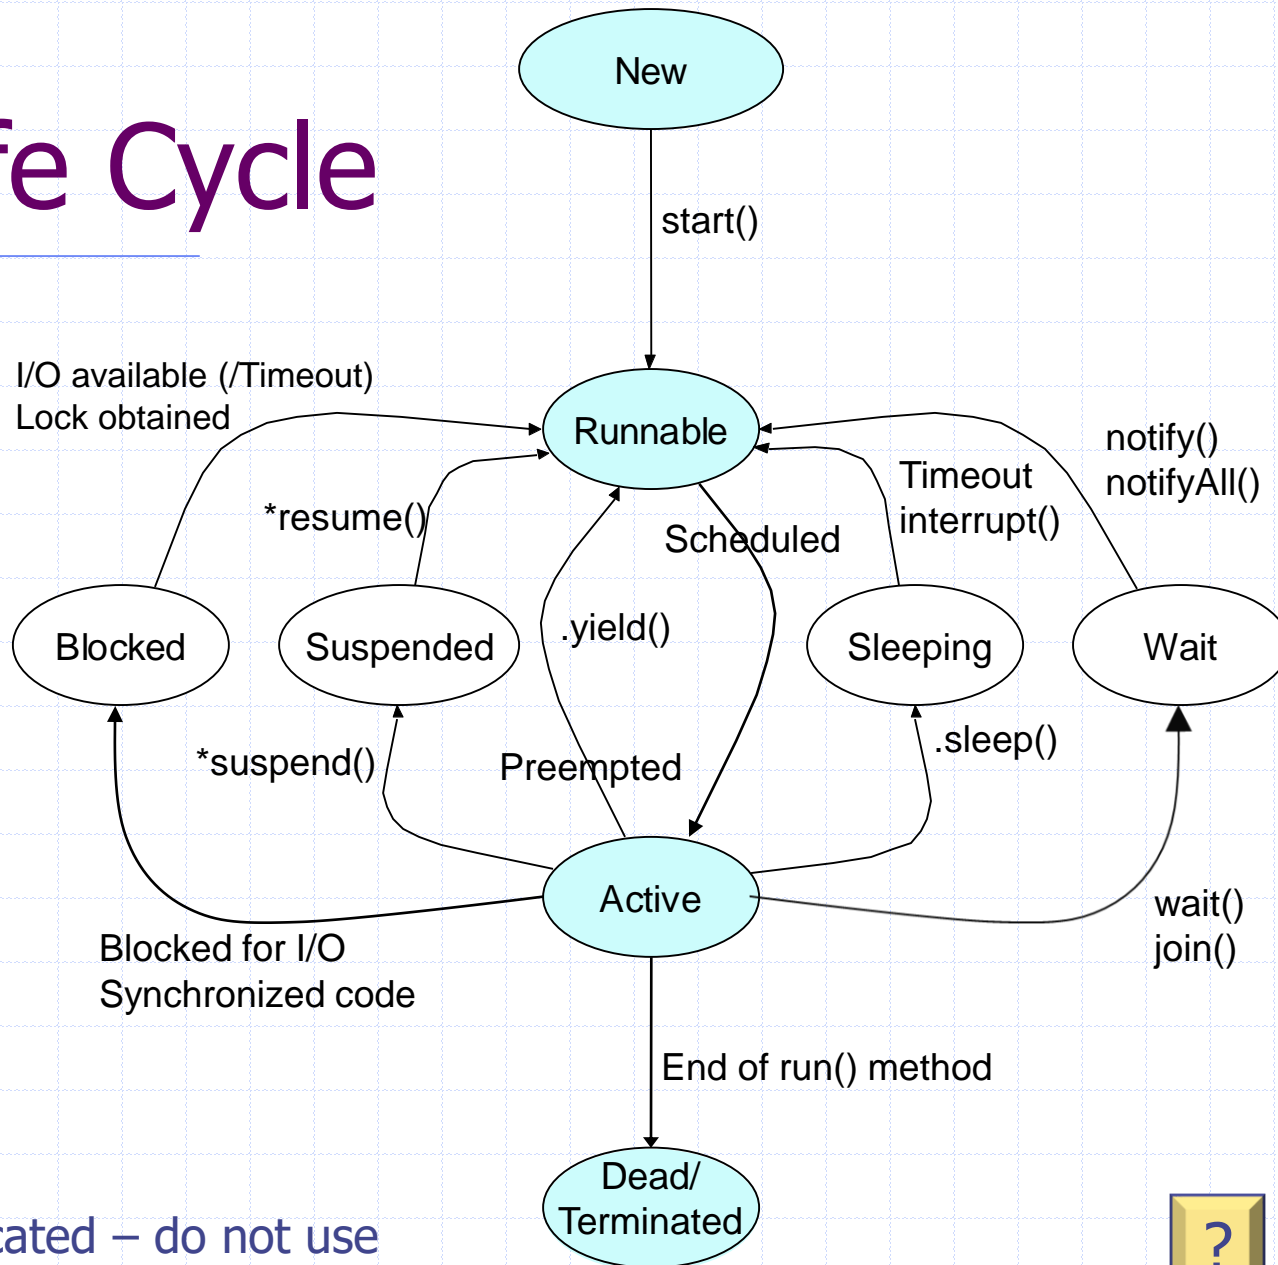 New
fe Cycle
start()
I/O available (/Timeout)
Lock obtained
Runnable
notify()
notifyAll()
Timeout
interrupt()
*resume()
Scheduled
.yield()
Blocked
Suspended
Sleeping
Wait
*suspend()
Preempted
.sleep()
Active
wait()
join()
Blocked for I/O
Synchronized code
End of run() method
Dead/
Terminated
cated – do not use
?